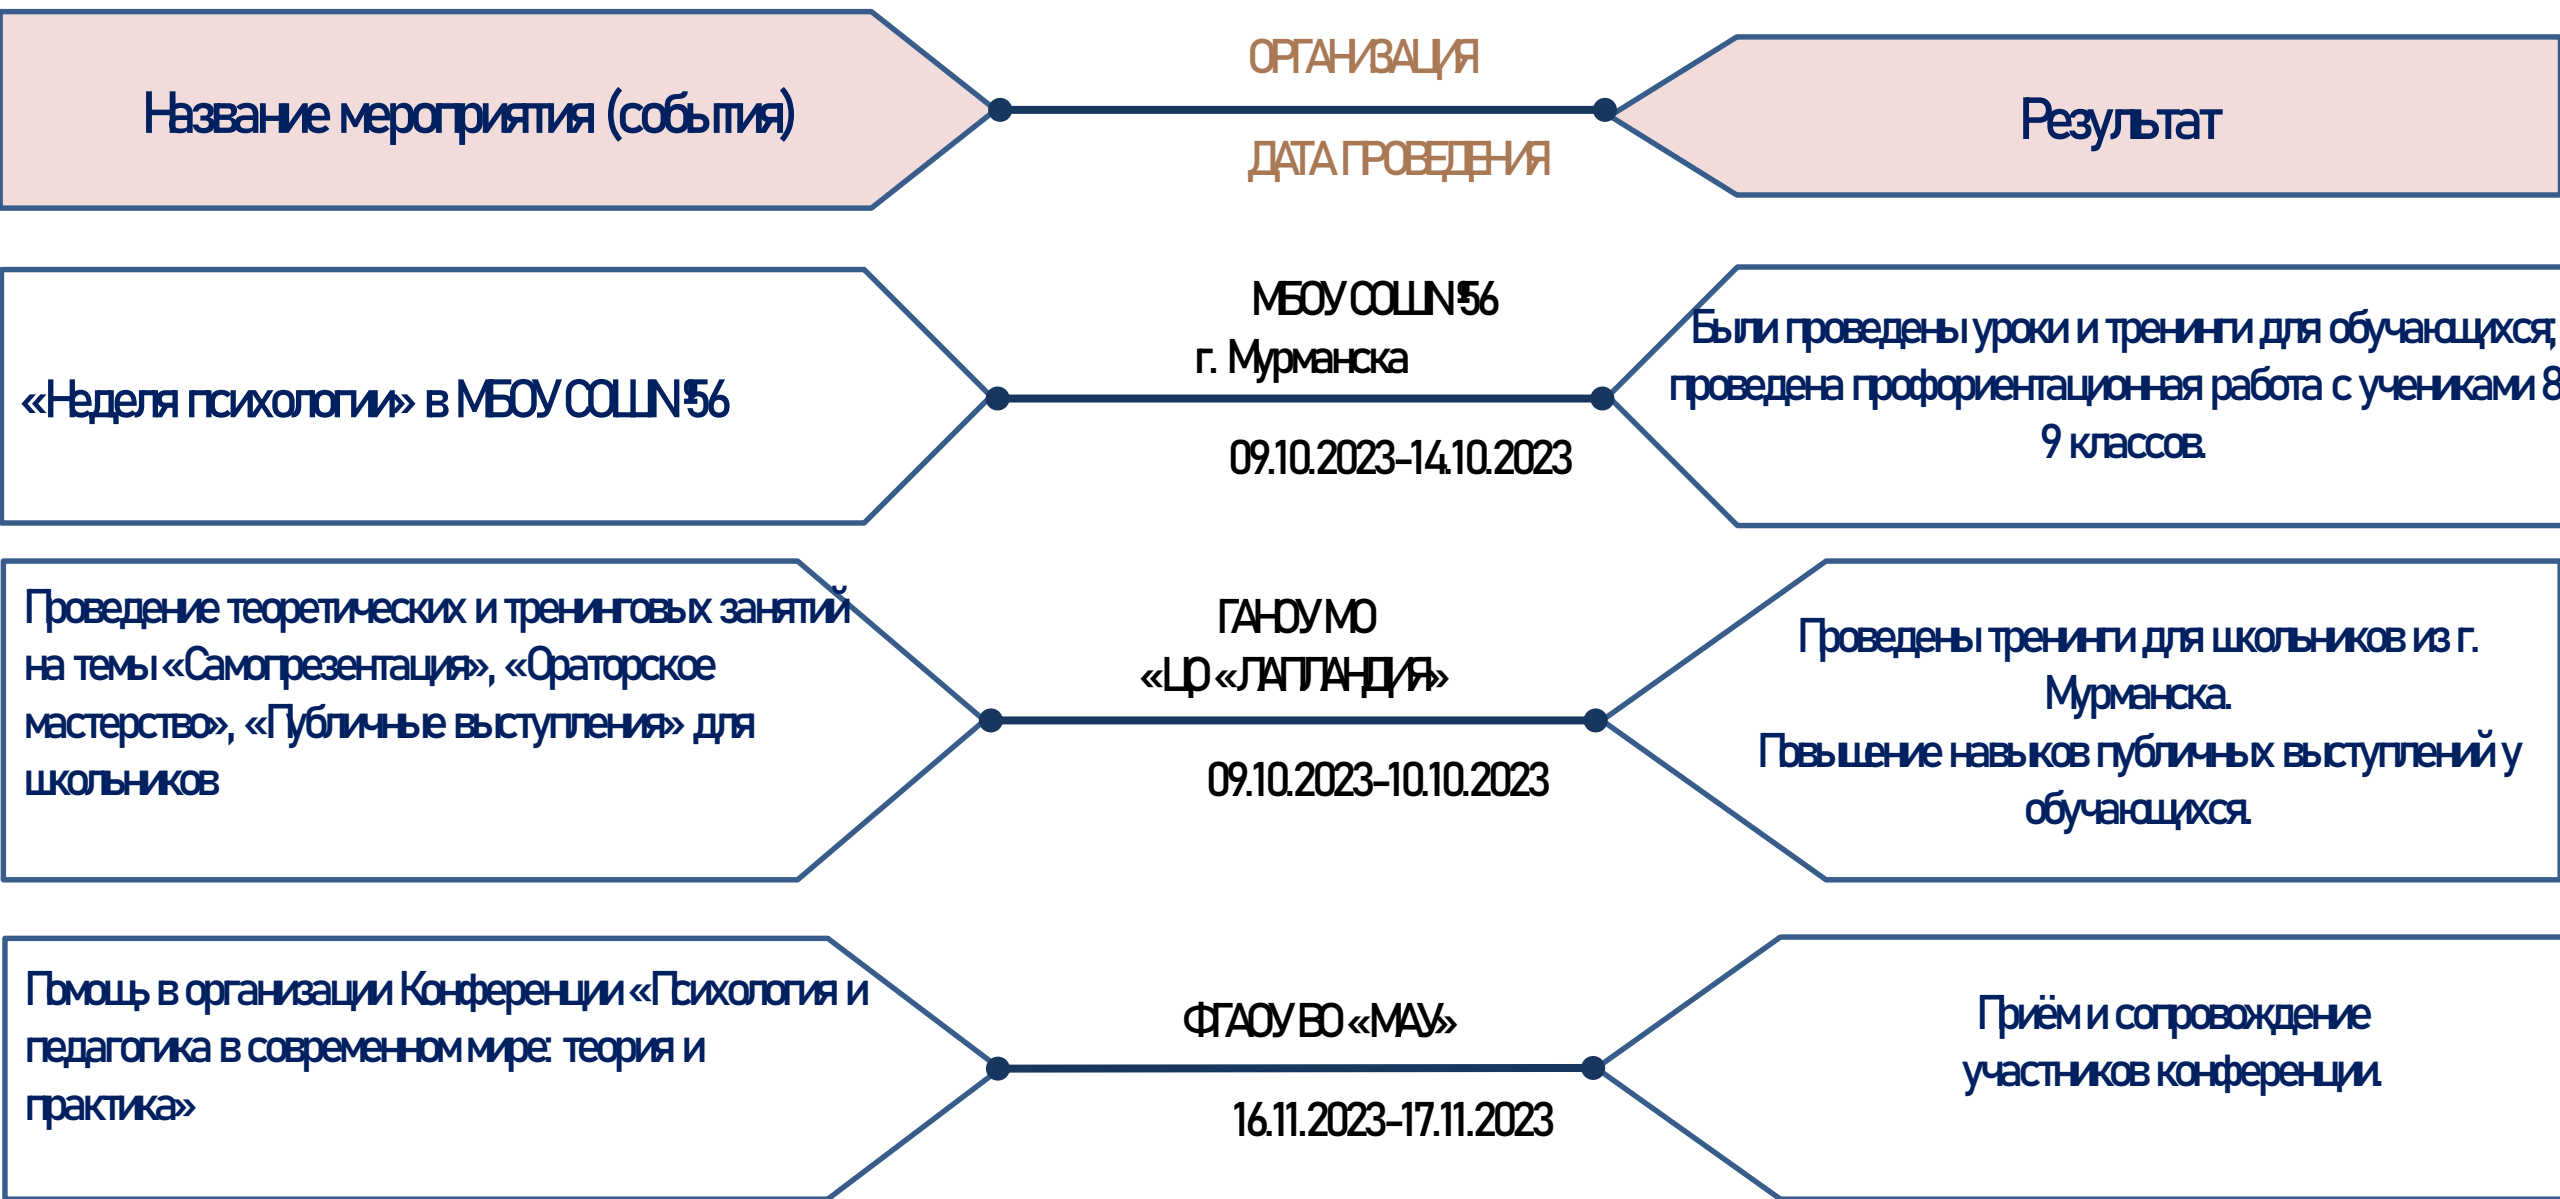 Название мероприятия (события)
ОРГАНИЗАЦИЯ
ДАТА ПРОВЕДЕНИЯ
Результат
«Неделя психологии» в МБОУ СОШ №56
МБОУ СОШ №56
г. Мурманска
09.10.2023-14.10.2023
Были проведены уроки и тренинги для обучающихся;
проведена профориентационная работа с учениками 8
9 классов.
Проведение теоретических и тренинговых занятий
на темы «Самопрезентация», «Ораторское
мастерство», «Публичные выступления» для
школьников
ГАНОУ МО
«ЦО «ЛАПЛАНДИЯ»
09.10.2023-10.10.2023
Проведены тренинги для школьников из г.
Мурманска.
Повышение навыков публичных выступлений у
обучающихся.
Помощь в организации Конференции «Психология и
педагогика в современном мире: теория и
практика»
ФГАОУ ВО «МАУ»
16.11.2023-17.11.2023
Приём и сопровождение
участников конференции.